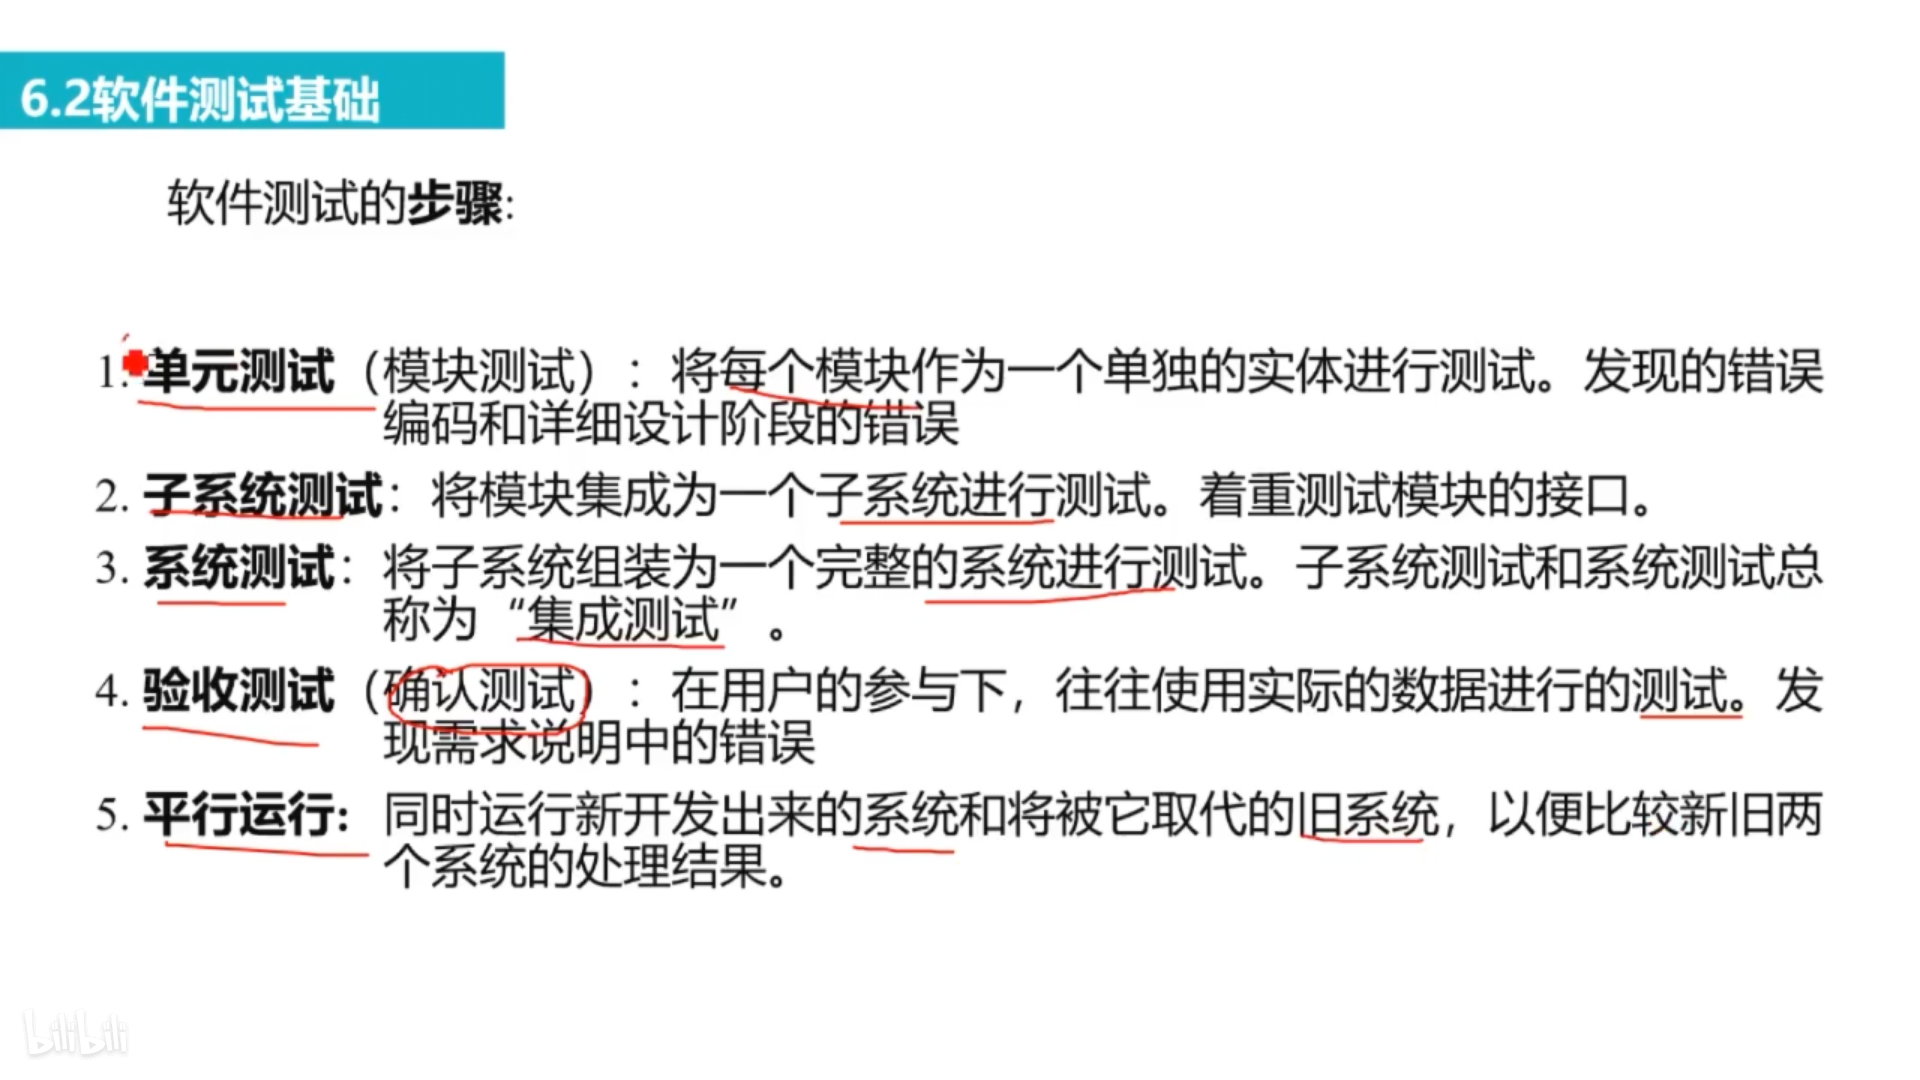 6.2软件测试基础
软件测试的步骤:
1. 单元测试（模块测试）：将每个模块作为一个单独的实体进行测试。发现的错误
编码和详细设计阶段的错误
2. 子系统测试：将模块集成为一个子系统进行测试。着重测试模块的接口。
3. 系统测试：将子系统组装为一个完整的系统进行测试。子系统测试和系统测试总
称为“集成测试”。
4. 验收测试（确认测试）：在用户的参与下，往往使用实际的数据进行的测试。发
现需求说明中的错误
5. 平行运行：同时运行新开发出来的系统和将被它取代的旧系统，以便比较新旧两
个系统的处理结果。
bilibili